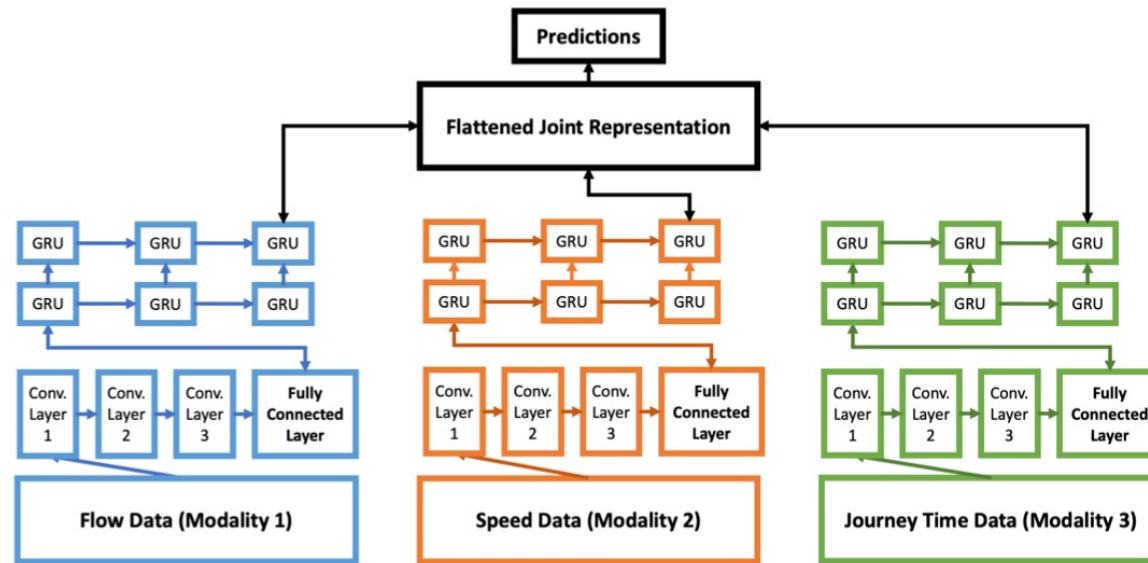 Predictions
Flattened Joint Representation
GRU GRU GRU
GRU GRU GRU
Conv.
Layer
1
Conv.
Layer
2
Conv.
Layer
3
Fully
Connected
Layer
Flow Data (Modality 1)
GRU GRU GRU
GRU GRU GRU
Conv.
Layer
1
Conv.
Layer
2
Conv.
Layer
3
Fully
Connected
Layer
Speed Data (Modality 2)
GRU GRU GRU
GRU GRU GRU
Conv.
Layer
1
Conv.
Layer
2
Conv.
Layer
3
Fully
Connected
Layer
Journey Time Data (Modality 3)